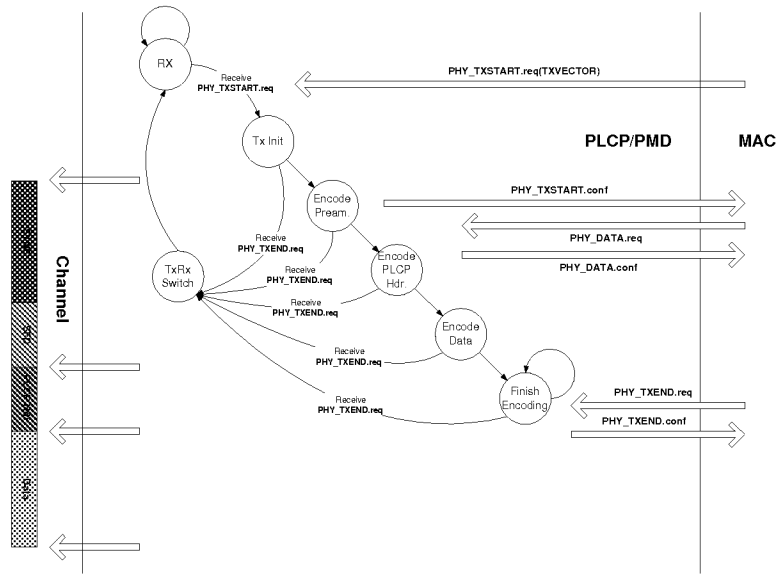 RX
Receive
PHY_TXSTART.req
PHY_TXSTART.req(TXVECTOR)
Tx Init
PLCP/PMD
MAC
Encode
Pream.
PHY_TXSTART.conf
PHY_DATA.req
PHY_DATA.conf
Receive
PHY_TXEND.req
Receive
PHY_TXEND.req
Encode
PLCP
Hdr.
TxRx
Switch
Channel
Receive
PHY_TXEND.req
Encode
Data
Receive
PHY_TXEND.req
Finish
Encoding
PHY_TXEND.req
Receive
PHY_TXEND.req
PHY_TXEND.conf